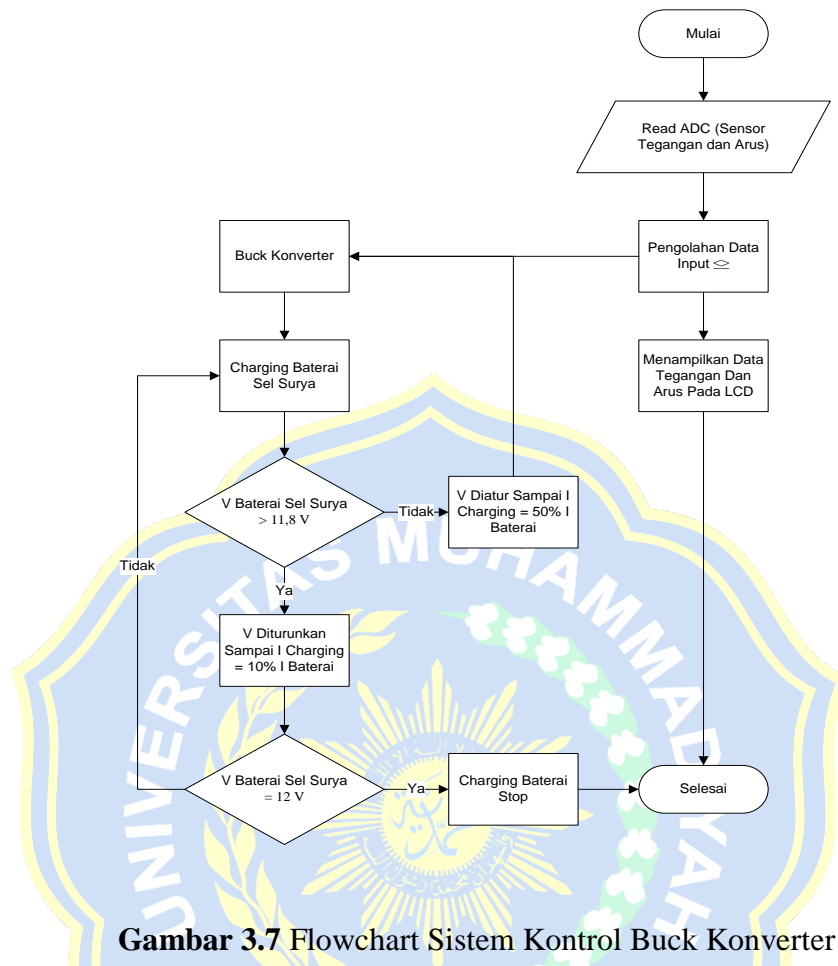 Mulai
Read ADC (Sensor
Tegangan dan Arus)
Buck Konverter
Pengolahan Data
Input ⋚
Charging Baterai
Sel Surya
Menampilkan Data
Tegangan Dan
Arus Pada LCD
V Baterai Sel Surya
> 11,8 V
Tidak
V Diatur Sampai I
Charging = 50% I
Baterai
Tidak
Ya
V Diturunkan
Sampai I Charging
= 10% I Baterai
V Baterai Sel Surya
= 12 V
Ya
Charging Baterai
Stop
Selesai
UNIVERSITAS MUHAMMADIYAH
Gambar 3.7 Flowchart Sistem Kontrol Buck Konverter